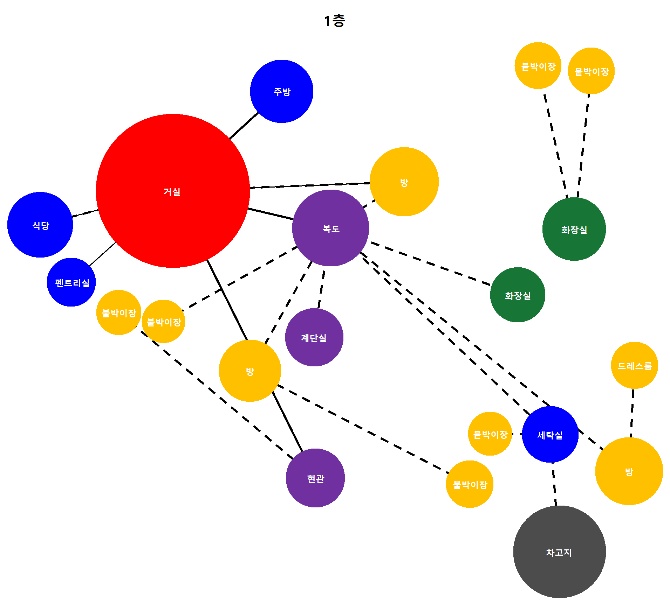 1층
붙박이장
붙박이장
주방
방
거실
식당
복도
화장실
펜트리실
화장실
붙박이장
붙박이장
계단실
방
드레스룸
붙박이장
세탁실
방
현관
붙박이장
차고지